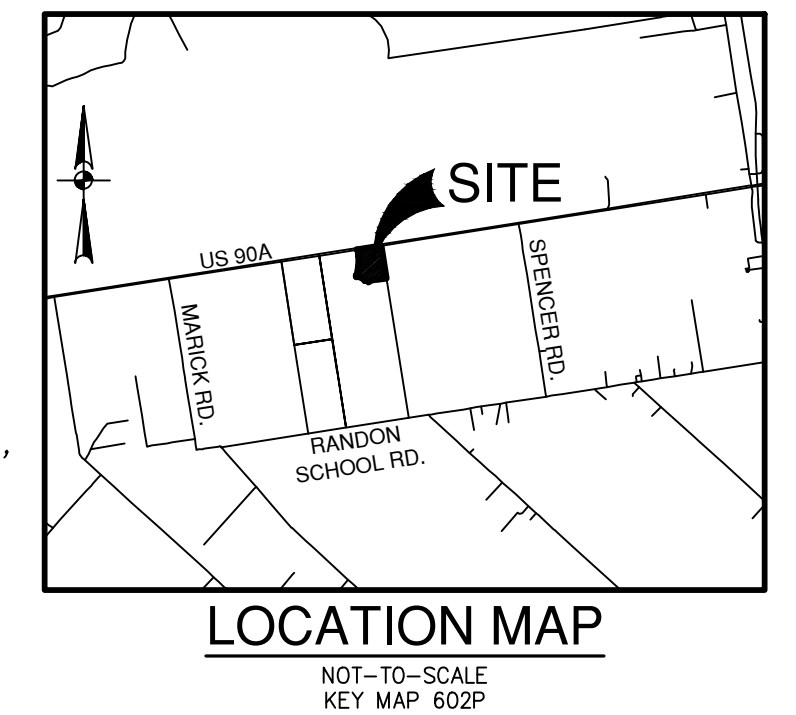 SITE
US 90A
MARICK RD.
SPENCER RD.
RANDON
SCHOOL RD.
,
LOCATION MAP
NOT-TO-SCALE
KEY MAP 602P